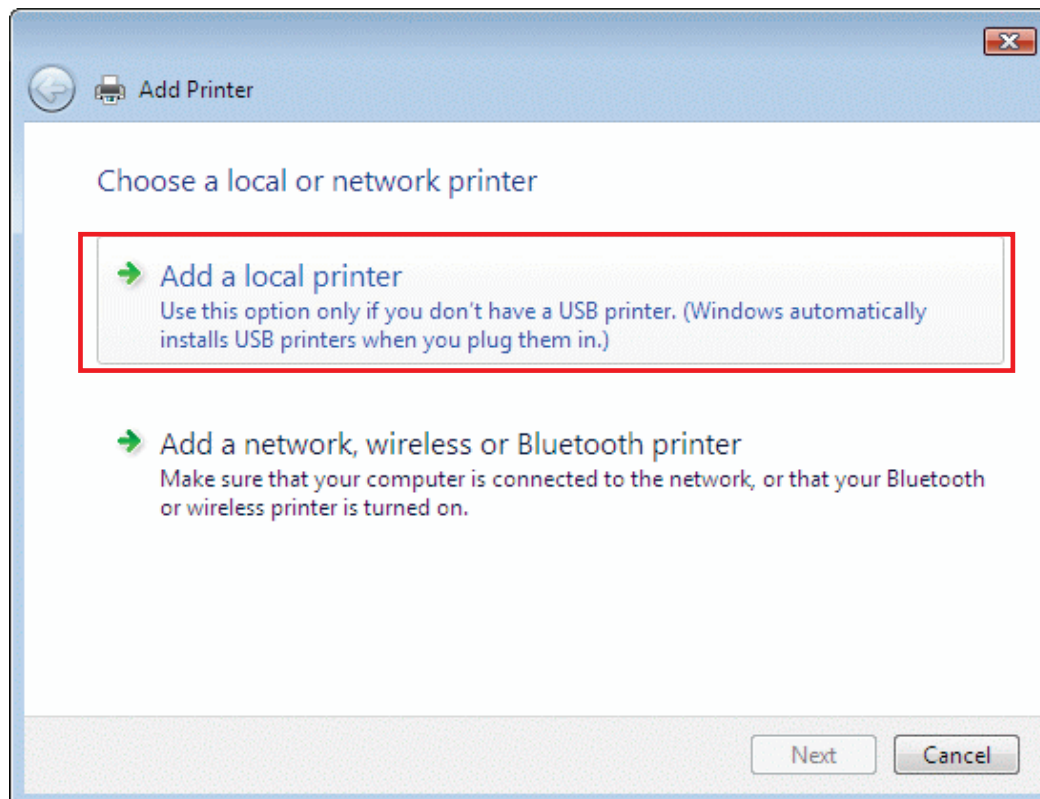 Add Printer
Choose a local or network printer
Add a local printer
Use this option only if you don't have a USB printer. (Windows automatically
installs USB printers when you plug them in.)
Add a network, wireless or Bluetooth printer
Make sure that your computer is connected to the network, or that your Bluetooth
or wireless printer is turned on.
Next
Cancel